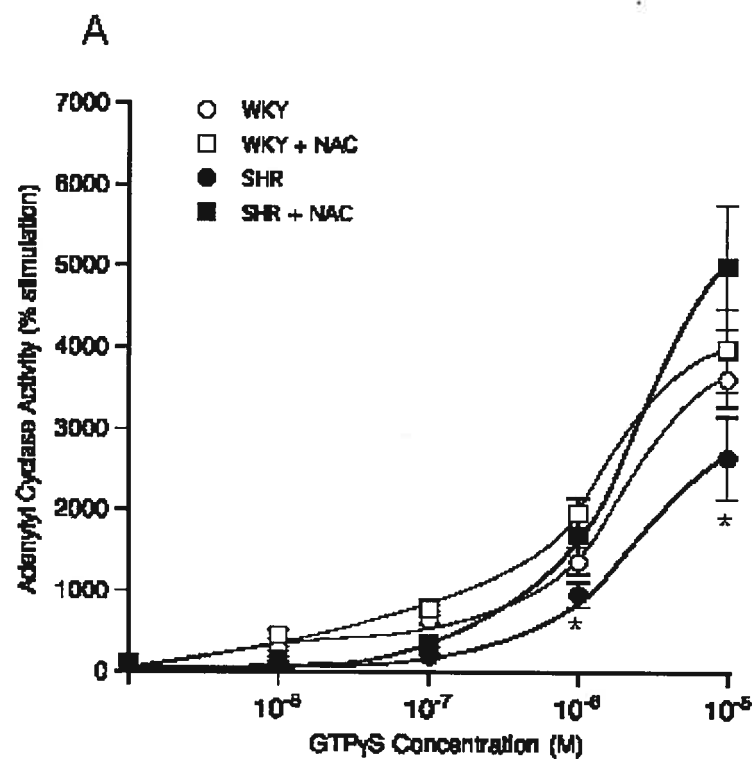 A
7000
6000
5000
4000
3000
2000
1000
0
Adenylyl Cyclase Activity (% stimulation)
WKY
WKY + NAC
SHR
SHR + NAC
*
*
10-8
10-7
10-6
10-5
GTPγS Concentration (M)